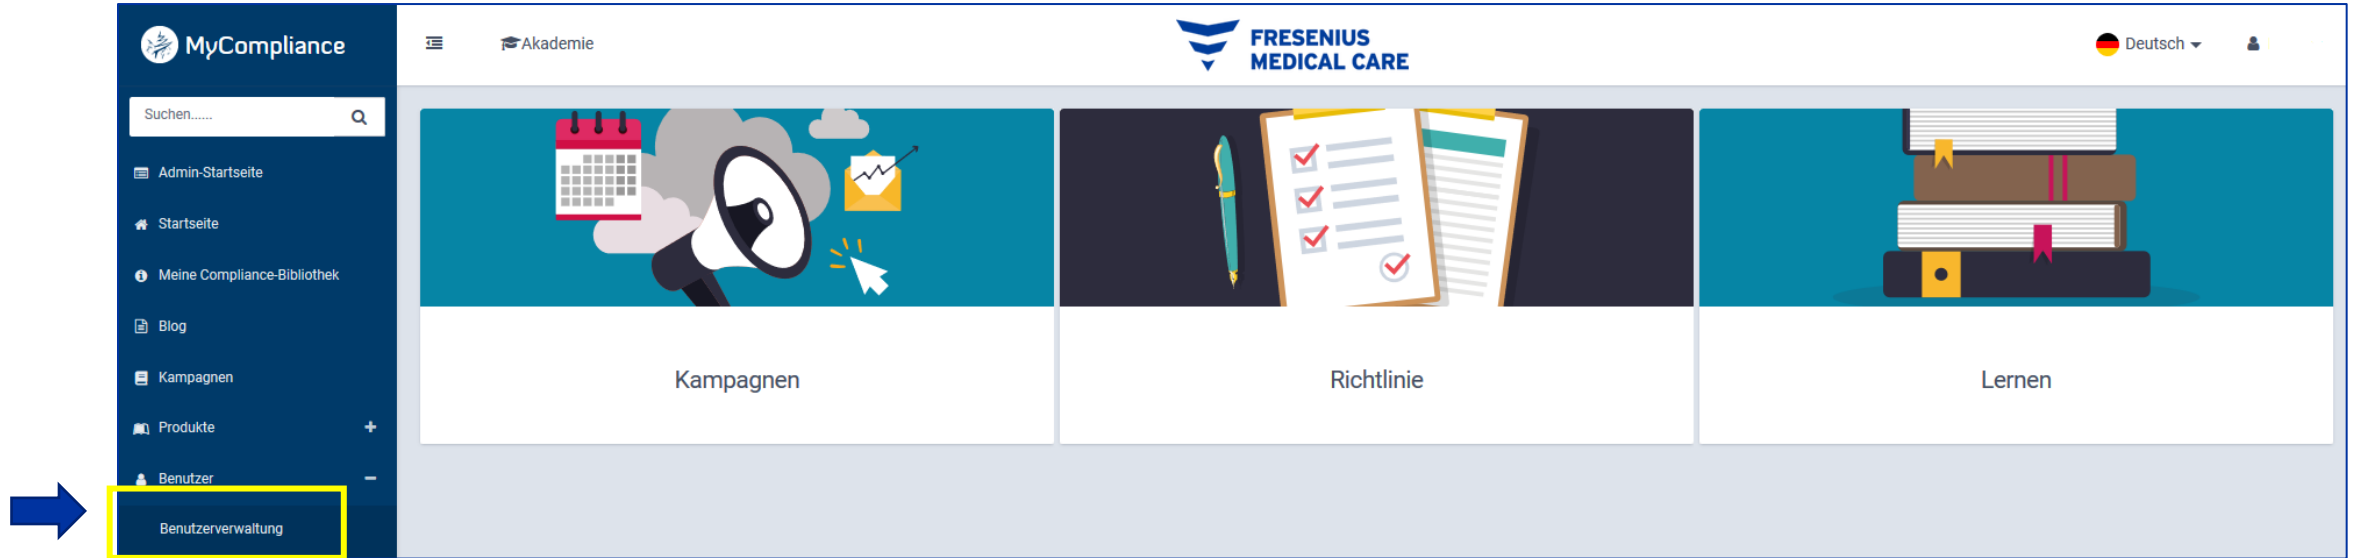 MyCompliance
Akademie
FRESENIUS
MEDICAL CARE
Deutsch
Suchen......
Admin-Startseite
Startseite
Meine Compliance-Bibliothek
Blog
Kampagnen
Produkte
Benutzer
Benutzerverwaltung
Kampagnen
Richtlinie
Lernen